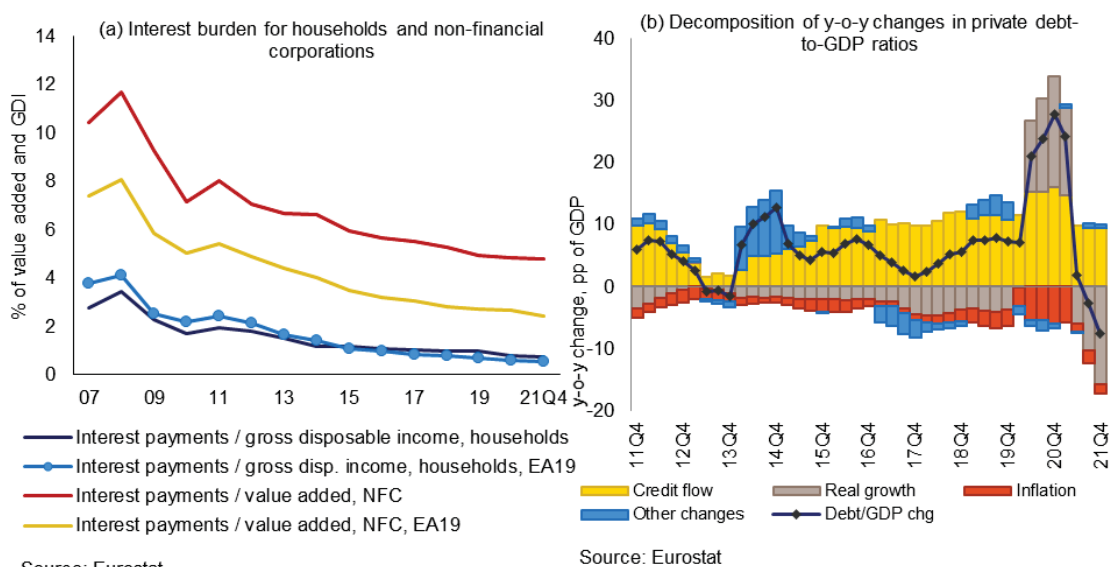 (a) Interest burden for households and non-financial
corporations
% of value added and GDI
14
12
10
8
6
4
2
0
07 09 11 13 15 17 19 21Q4
Interest payments / gross disposable income, households
Interest payments / gross disp. income, households, EA19
Interest payments / value added, NFC
Interest payments / value added, NFC, EA19
Source: Eurostat
(b) Decomposition of y-o-y changes in private debt-
to-GDP ratios
y-o-y change, pp of GDP
40
30
20
10
0
-10
-20
11Q4 12Q4 13Q4 14Q4 15Q4 16Q4 17Q4 18Q4 19Q4 20Q4 21Q4
Credit flow Real growth Inflation
Other changes Debt/GDP chg
Source: Eurostat